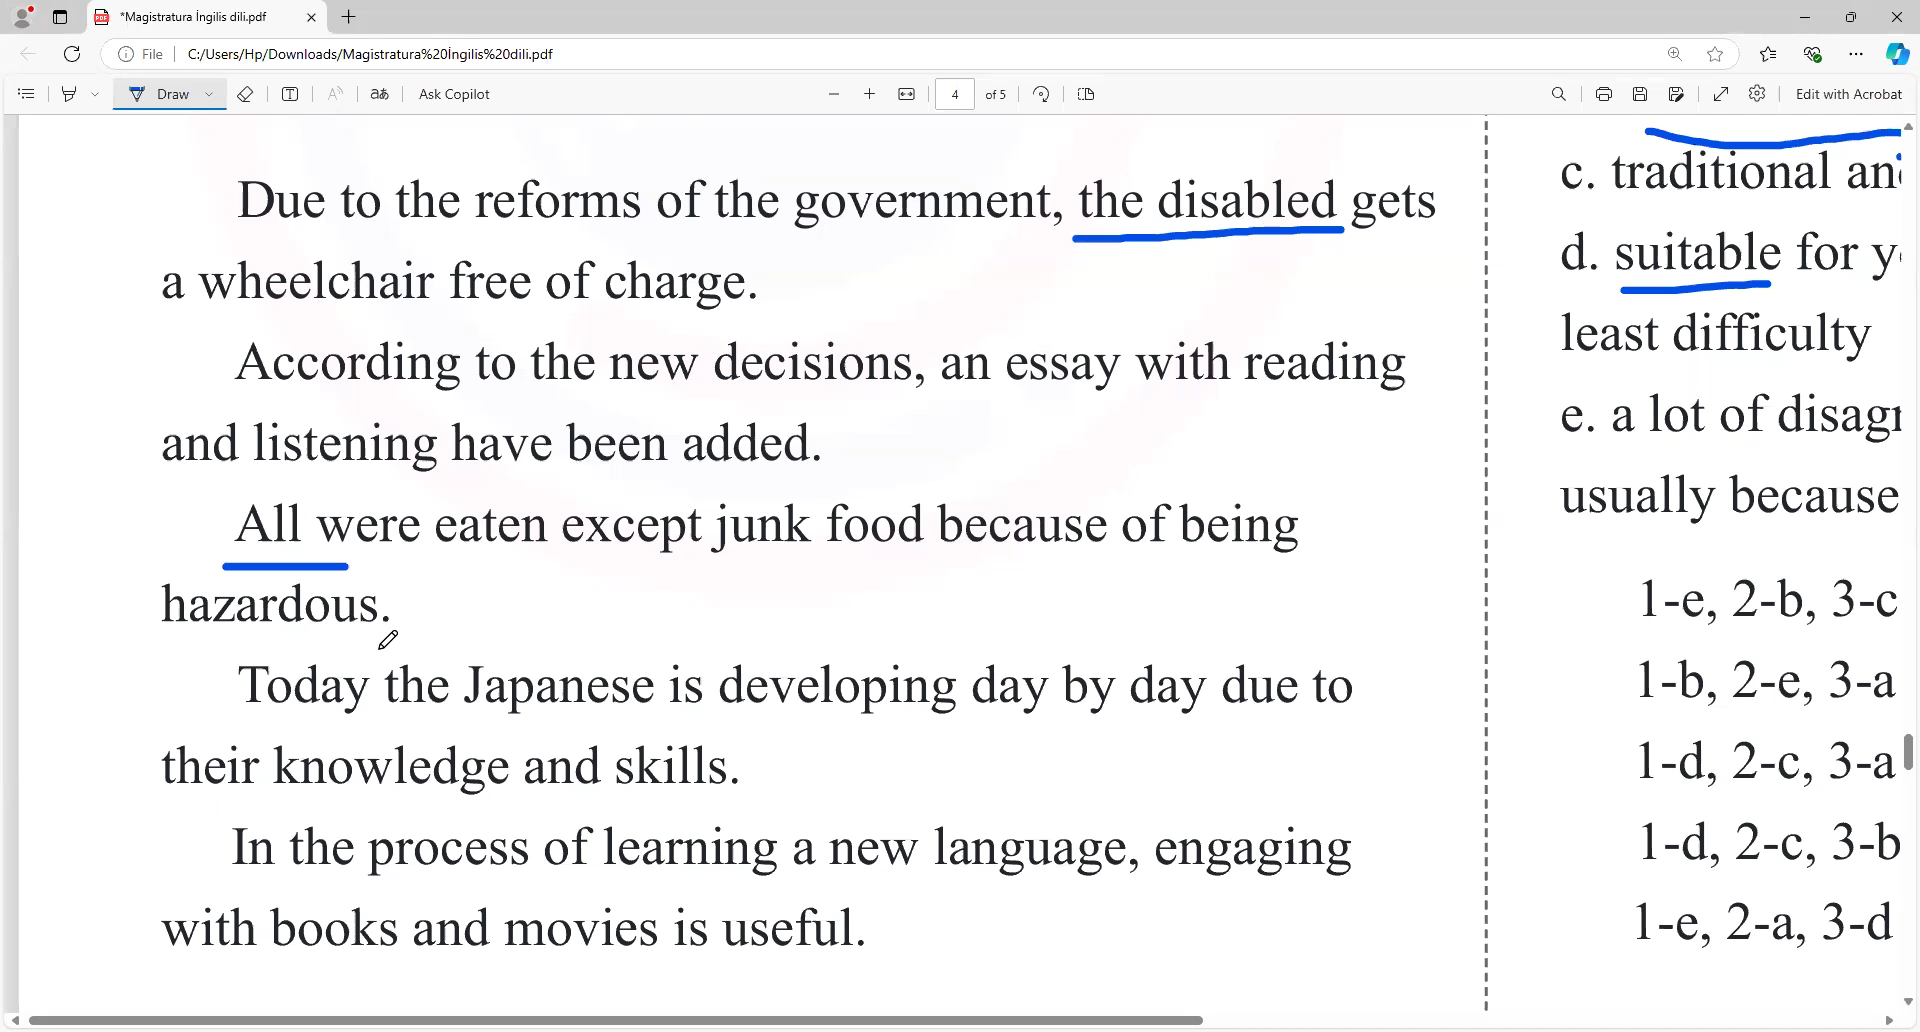 *Magistratura İngilis dili.pdf
File
C:/Users/Hp/Downloads/Magistratura%20İngilis%20dili.pdf
Draw
Ask Copilot
4
of 5
Edit with Acrobat
Due to the reforms of the government, the disabled gets
a wheelchair free of charge.
According to the new decisions, an essay with reading
and listening have been added.
All were eaten except junk food because of being
hazardous.
Today the Japanese is developing day by day due to
their knowledge and skills.
In the process of learning a new language, engaging
with books and movies is useful.
c. traditional
d. suitable for
least difficulty
e. a lot of
usually because
1-e, 2-b, 3-c
1-b, 2-e, 3-a
1-d, 2-c, 3-a
1-d, 2-c, 3-b
1-e, 2-a, 3-d